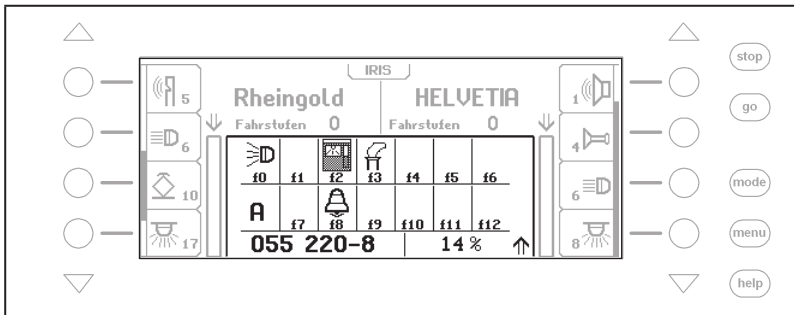 IRIS
Rheingold HELVETIA
Fahrstufen 0 Fahrstufen 0
5 1
6 4
10 6
17 8
f0 f1 f2 f3 f4 f5 f6
A f7 f8 f9 f10 f11 f12
055 220-8 14 %
stop
go
mode
menu
help